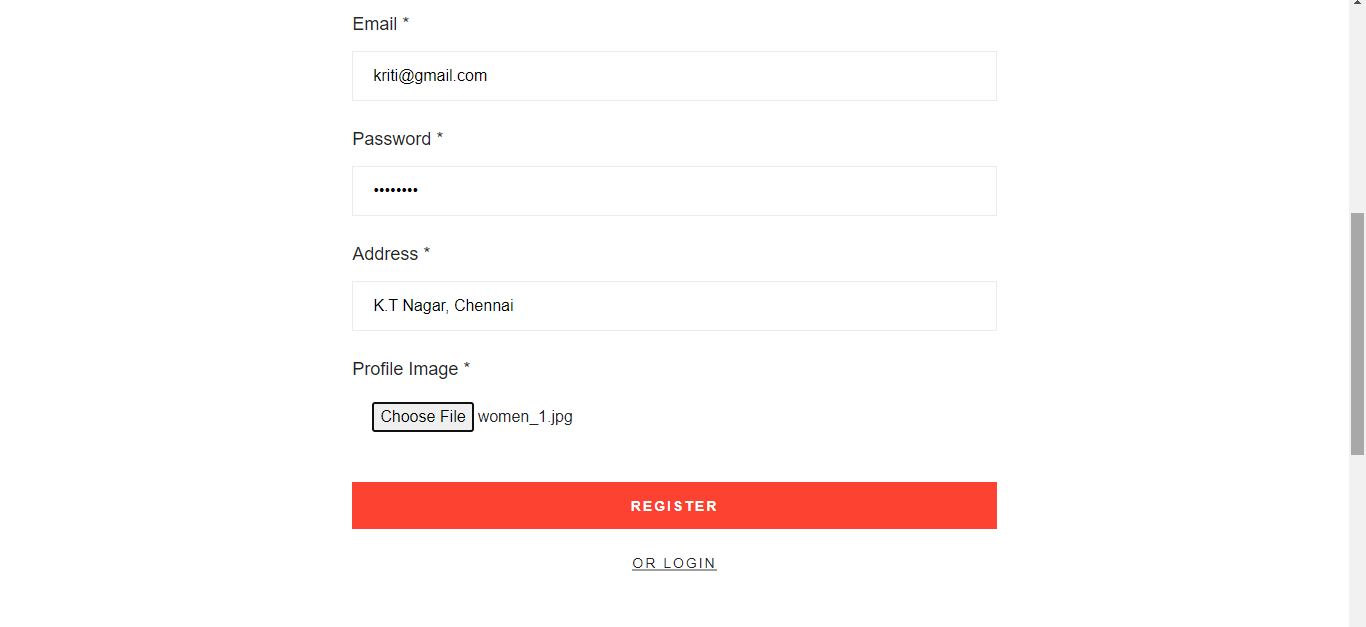 Email *
kriti@gmail.com
Password *
••••••••
Address *
K.T Nagar, Chennai
Profile Image *
Choose File women_1.jpg
REGISTER
OR LOGIN